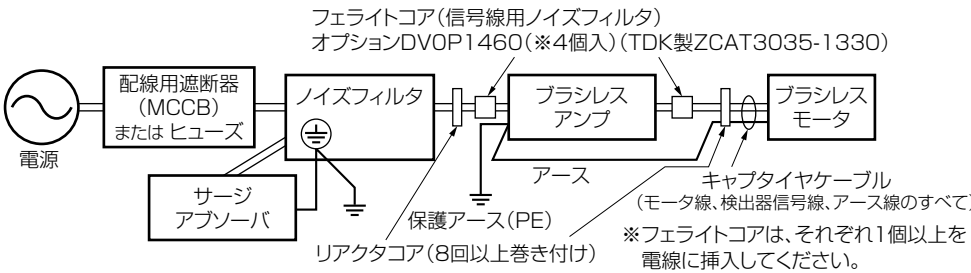 フェライトコア(信号線用ノイズフィルタ)
オプションDV0P1460(※4個入)(TDK製ZCAT3035-1330)
電源
配線用遮断器
(MCCB)
または ヒューズ
ノイズフィルタ
ブラシレス
アンプ
ブラシレス
モータ
サージ
アブソーバ
アース
保護アース(PE)
リアクタコア(8回以上巻き付け)
キャプタイヤケーブル
(モータ線、検出器信号線、アース線のすべて)
※フェライトコアは、それぞれ1個以上を
電線に挿入してください。